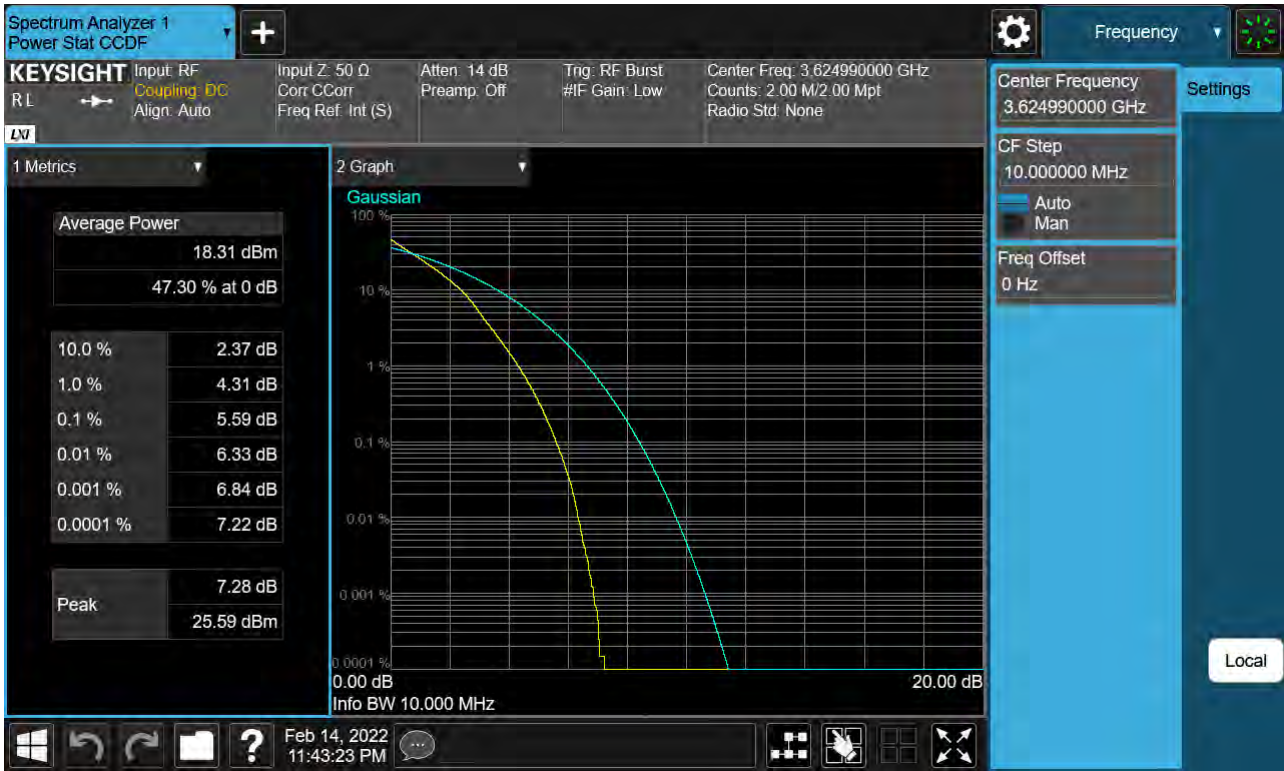 Spectrum Analyzer 1
Power Stat CCDF
Frequency
KEYSIGHT
RL
LXI
Input: RF
Coupling: DC
Align: Auto
Input Z: 50 Ω
Corr CCorr
Freq Ref: Int (S)
Atten: 14 dB
Preamp: Off
Trig: RF Burst
#IF Gain: Low
Center Freq: 3.624990000 GHz
Counts: 2.00 M/2.00 Mpt
Radio Std: None
Center Frequency
3.624990000 GHz
Settings
CF Step
10.000000 MHz
Auto
Man
Freq Offset
0 Hz
Local
1 Metrics
Average Power
18.31 dBm
47.30 % at 0 dB
10.0 % 2.37 dB
1.0 % 4.31 dB
0.1 % 5.59 dB
0.01 % 6.33 dB
0.001 % 6.84 dB
0.0001 % 7.22 dB
Peak
7.28 dB
25.59 dBm
2 Graph
Gaussian
100 %
10 %
1 %
0.1 %
0.01 %
0.001 %
0.0001 %
0.00 dB 20.00 dB
Info BW 10.000 MHz
?
Feb 14, 2022
11:43:23 PM